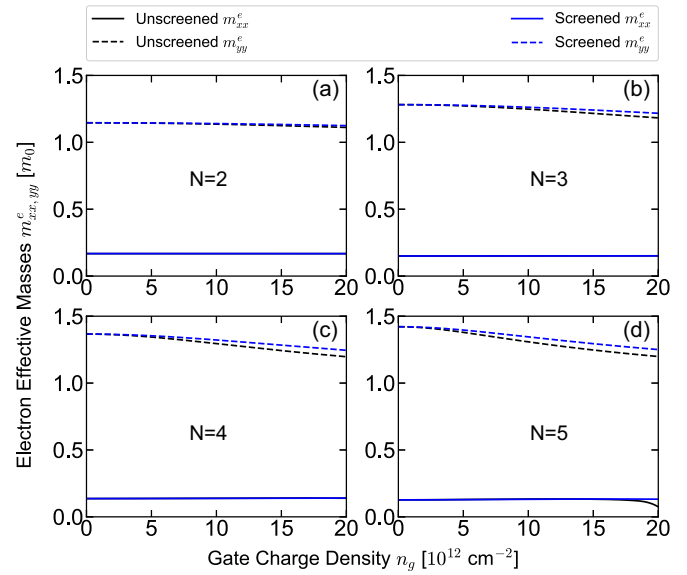 Unscreened $m^e_{xx}$ Screened $m^e_{xx}$
Unscreened $m^e_{yy}$ Screened $m^e_{yy}$
Electron Effective Masses $m^e_{xx,yy}$ [$m_0$]
1.5 (a) 1.5 (b)
1.0 1.0
N=2 N=3
0.5 0.5
0.0 0.0
0 5 10 15 20 0 5 10 15 20
1.5 (c) 1.5 (d)
1.0 1.0
0.5 N=4 0.5 N=5
0.0 0.0
0 5 10 15 20 0 5 10 15 20
Gate Charge Density $n_g$ [$10^{12}$ cm$^{-2}$]